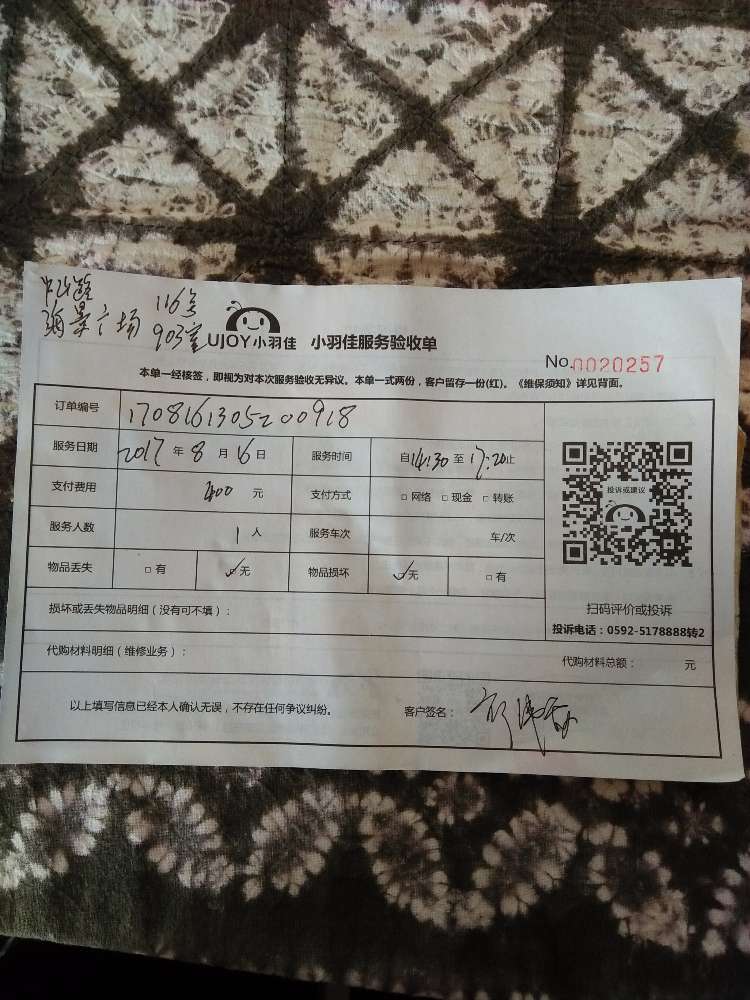 116号
海景广场 903室
UJOY小羽佳 小羽佳服务验收单
No.0020257
本单一经核签，即视为对本次服务验收无异议。本单一式两份，客户留存一份(红)。《维保须知》详见背面。
订单编号 1708161305200918
服务日期 2017年8月16日 服务时间 自14:30至17:20止
支付费用 400元 支付方式 □网络 □现金 □转账
服务人数 1人 服务车次 车/次
物品丢失 □有 ✓无 物品损坏 ✓无 □有
投诉或建议
扫码评价或投诉
投诉电话：0592-5178888转2
损坏或丢失物品明细（没有可不填）：
代购材料明细（维修业务）： 代购材料总额： 元
以上填写信息已经本人确认无误，不存在任何争议纠纷。 客户签名：